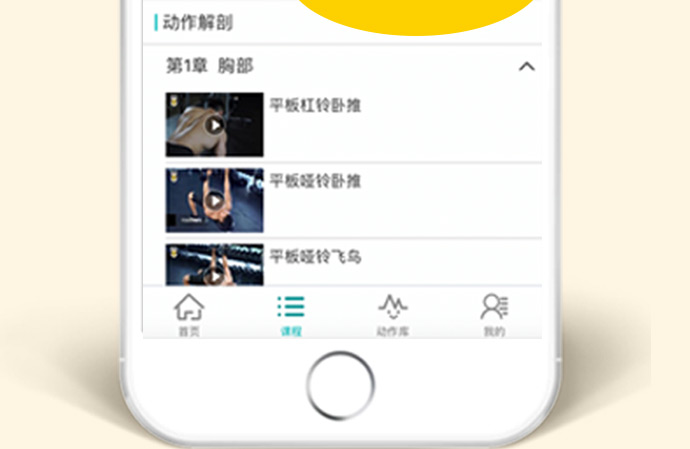 动作解剖
第1章 胸部
平板杠铃卧推
平板哑铃卧推
平板哑铃飞鸟
首页
课程
动作库
我的